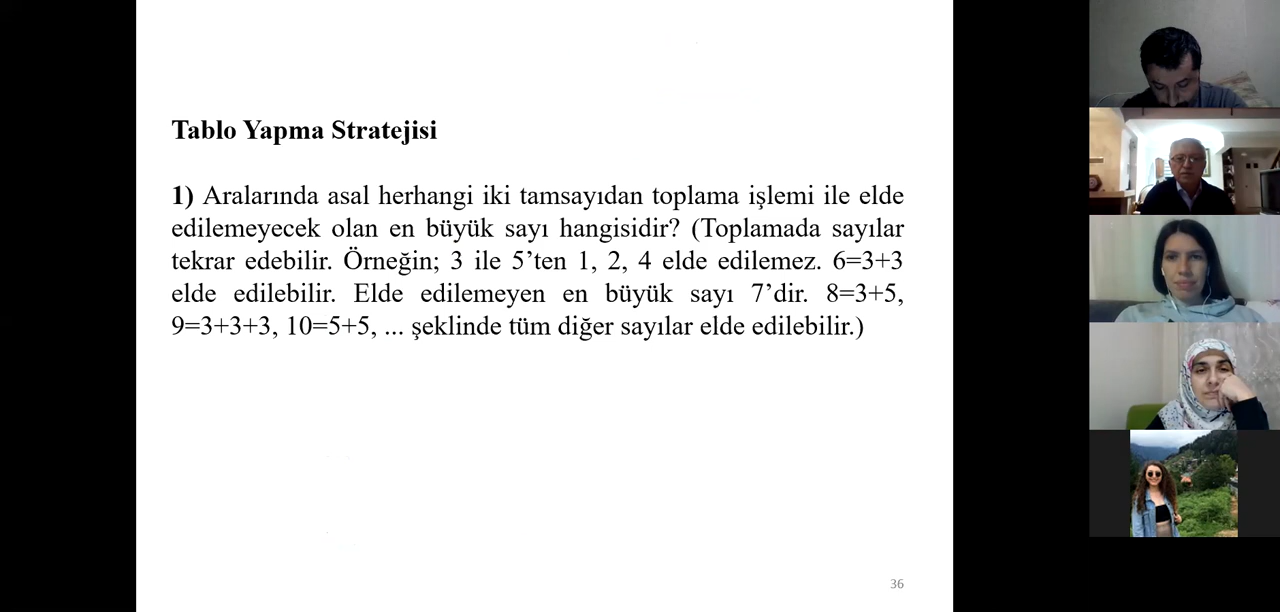 Tablo Yapma Stratejisi
1) Aralarında asal herhangi iki tamsayıdan toplama işlemi ile elde
edilemeyecek olan en büyük sayı hangisidir? (Toplamada sayılar
tekrar edebilir. Örneğin; 3 ile 5’ten 1, 2, 4 elde edilemez. 6=3+3
elde edilebilir. Elde edilemeyen en büyük sayı 7’dir. 8=3+5,
9=3+3+3, 10=5+5, ... şeklinde tüm diğer sayılar elde edilebilir.)
36